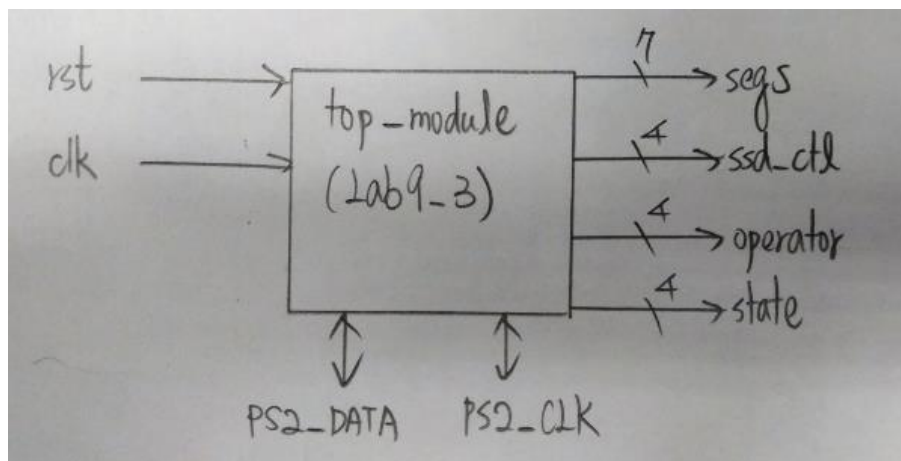 rst
clk
top_module
(Lab9_3)
7
segs
4
ssd_ctl
4
operator
4
state
PS2_DATA
PS2_CLK